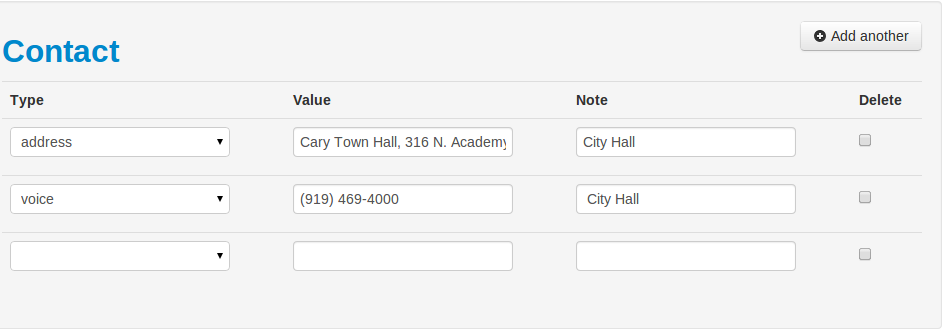 Add another
Contact
Type Value Note Delete
address Cary Town Hall, 316 N. Academy City Hall
voice (919) 469-4000 City Hall